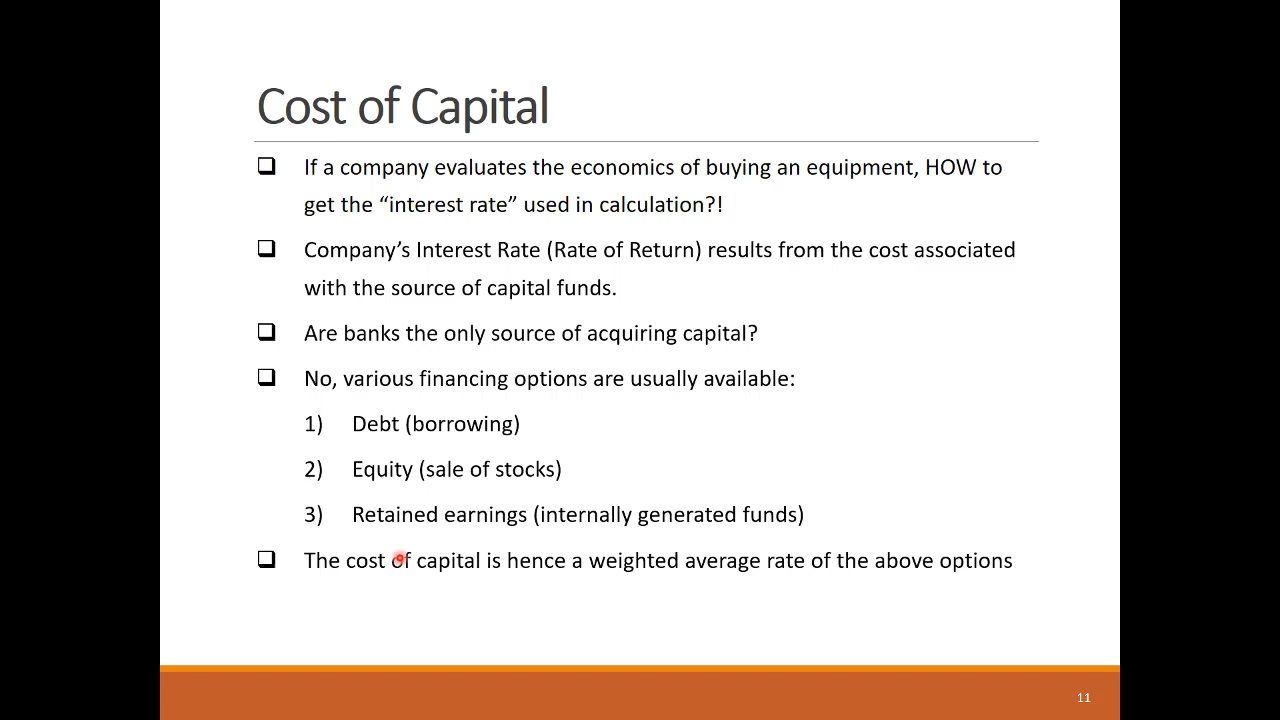 Cost of Capital
❑ If a company evaluates the economics of buying an equipment, HOW to
get the “interest rate” used in calculation?!
❑ Company’s Interest Rate (Rate of Return) results from the cost associated
with the source of capital funds.
❑ Are banks the only source of acquiring capital?
❑ No, various financing options are usually available:
1) Debt (borrowing)
2) Equity (sale of stocks)
3) Retained earnings (internally generated funds)
❑ The cost of capital is hence a weighted average rate of the above options
11